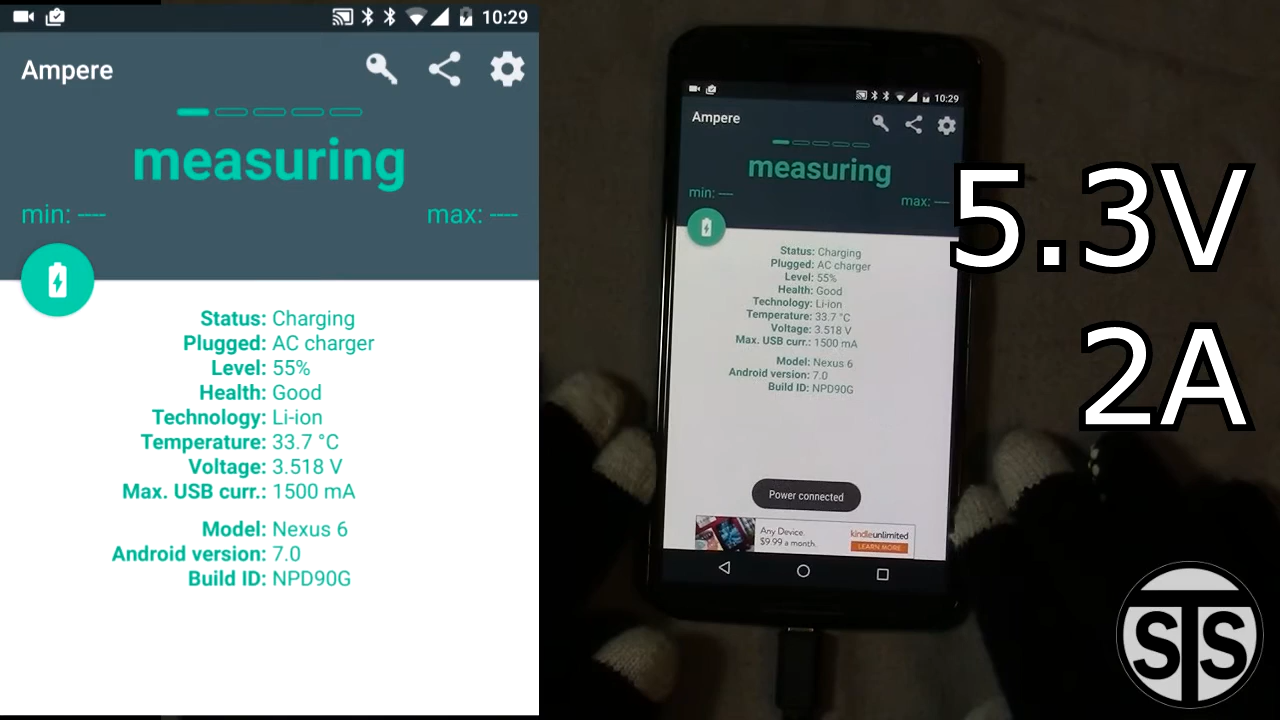 10:29
Ampere
measuring
min: ----
max: ----
Status: Charging
Plugged: AC charger
Level: 55%
Health: Good
Technology: Li-ion
Temperature: 33.7 °C
Voltage: 3.518 V
Max. USB curr.: 1500 mA
Model: Nexus 6
Android version: 7.0
Build ID: NPD90G
10:29
Ampere
measuring
min: ----
max: ----
Status: Charging
Plugged: AC charger
Level: 55%
Health: Good
Technology: Li-ion
Temperature: 33.7 °C
Voltage: 3.518 V
Max. USB curr.: 1500 mA
Model: Nexus 6
Android version: 7.0
Build ID: NPD90G
Power connected
Any Device.
$9.99 a month.
kindleunlimited
LEARN MORE
5.3V
2A
STS